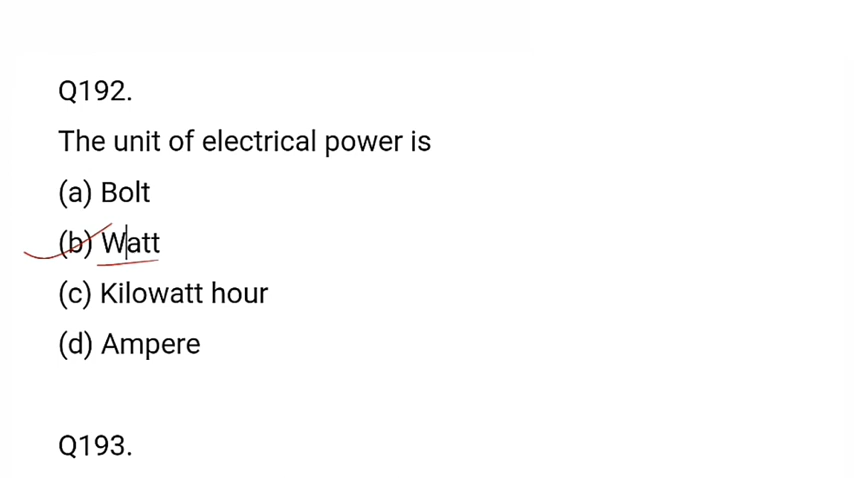 Q192.
The unit of electrical power is
(a) Bolt
(b) Watt
(c) Kilowatt hour
(d) Ampere
Q193.